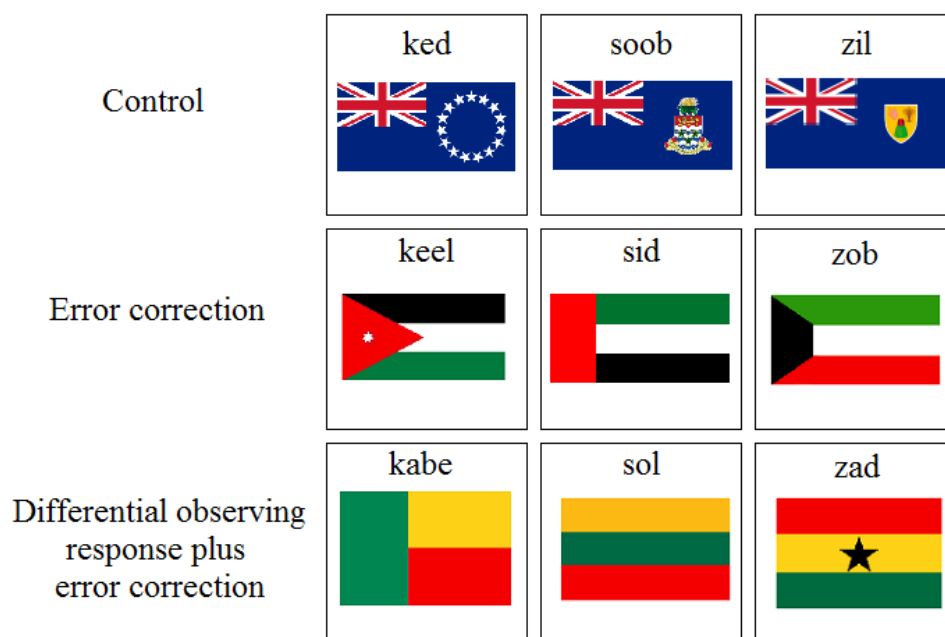 ked soob zil
Control
keel sid zob
Error correction
kabe sol zad
Differential observing
response plus
error correction